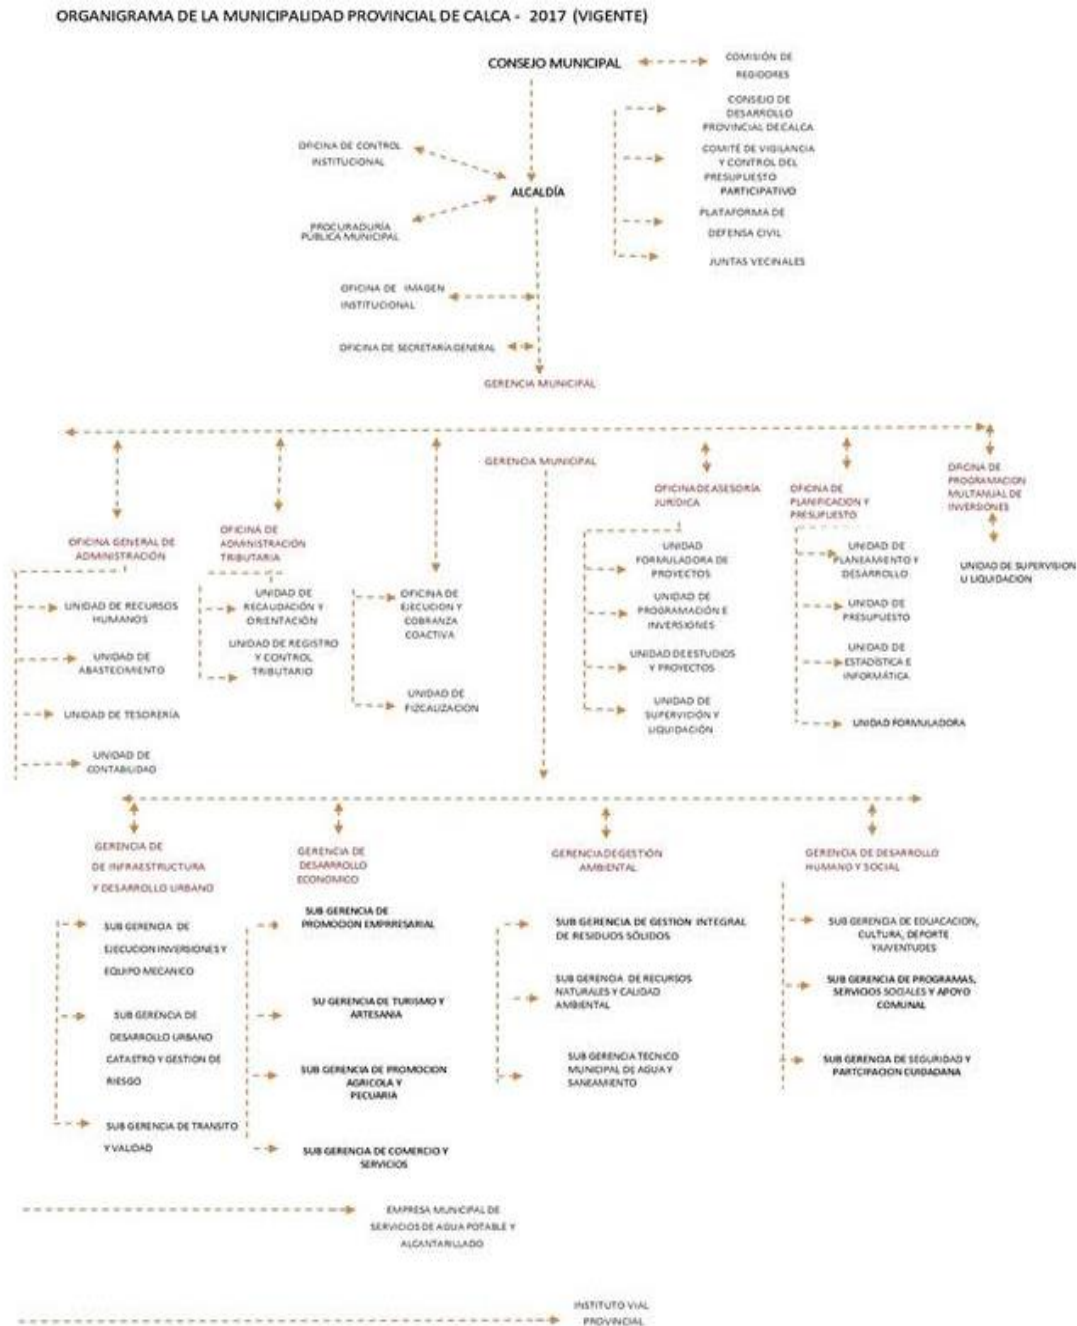 ORGANIGRAMA DE LA MUNICIPALIDAD PROVINCIAL DE CALCA - 2017 (VIGENTE)
CONSEJO MUNICIPAL
COMISIÓN DE
REGIDORES
CONSEJO DE
DESARROLLO
PROVINCIAL DE CALCA
COMITÉ DE VIGILANCIA
Y CONTROL DEL
PRESUPUESTO
PARTICIPATIVO
PLATAFORMA DE
DEFENSA CIVIL
JUNTAS VECINALES
OFICINA DE CONTROL
INSTITUCIONAL
ALCALDÍA
PROCURADURÍA
PÚBLICA MUNICIPAL
OFICINA DE IMAGEN
INSTITUCIONAL
OFICINA DE SECRETARÍA GENERAL
GERENCIA MUNICIPAL
GERENCIA MUNICIPAL
OFICINA GENERAL DE
ADMINISTRACIÓN
UNIDAD DE RECURSOS
HUMANOS
UNIDAD DE
ABASTECIMIENTO
UNIDAD DE TESORERÍA
UNIDAD DE
CONTABILIDAD
OFICINA DE
ADMINISTRACIÓN
TRIBUTARIA
UNIDAD DE
RECAUDACIÓN Y
ORIENTACIÓN
UNIDAD DE REGISTRO
Y CONTROL
TRIBUTARIO
OFICINA DE
EJECUCION Y
COBRANZA
COACTIVA
UNIDAD DE
FIZCALIZACION
OFICINA DE ASESORÍA
JURÍDICA
UNIDAD
FORMULADORA DE
PROYECTOS
UNIDAD DE
PROGRAMACIÓN E
INVERSIONES
UNIDAD DE ESTUDIOS
Y PROYECTOS
UNIDAD DE
SUPERVISIÓN Y
LIQUIDACIÓN
OFICINA DE
PLANIFICACION Y
PRESUPUESTO
UNIDAD DE
PLANEAMIENTO Y
DESARROLLO
UNIDAD DE
PRESUPUESTO
UNIDAD DE
ESTADÍSTICA E
INFORMÁTICA
UNIDAD FORMULADORA
OFICINA DE
PROGRAMACION
MULTANUAL DE
INVERSIONES
UNIDAD DE SUPERVISION
U LIQUIDACION
GERENCIA DE
DE INFRAESTRUCTURA
Y DESARROLLO URBANO
SUB GERENCIA DE
EJECUCION INVERSIONES Y
EQUIPO MECANICO
SUB GERENCIA DE
DESARROLLO URBANO
CATASTRO Y GESTION DE
RIESGO
SUB GERENCIA DE TRANSITO
Y VALIDAD
GERENCIA DE
DESARROLLO
ECONOMICO
SUB GERENCIA DE
PROMOCION EMPRRESARIAL
SU GERENCIA DE TURISMO Y
ARTESANIA
SUB GERENCIA DE PROMOCION
AGRICOLA Y
PECUARIA
SUB GERENCIA DE COMERCIO Y
SERVICIOS
GERENCIA DE GESTIÓN
AMBIENTAL
SUB GERENCIA DE GESTION INTEGRAL
DE RESIDUOS SÓLIDOS
SUB GERENCIA DE RECURSOS
NATURALES Y CALIDAD
AMBIENTAL
SUB GERENCIA TECNICO
MUNICIPAL DE AGUA Y
SANEAMIENTO
GERENCIA DE DESARROLLO
HUMANO Y SOCIAL
SUB GERENCIA DE EDUACACION,
CULTURA, DEPORTE
YJUVENTUDES
SUB GERENCIA DE PROGRAMAS,
SERVICIOS SOCIALES Y APOYO
COMUNAL
SUB GERENCIA DE SEGURIDAD Y
PARTCIPACION CUIDADANA
EMPRESA MUNICIPAL DE
SERVICIOS DE AGUA POTABLE Y
ALCANTARILLADO
INSTITUTO VIAL
PROVINCIAL